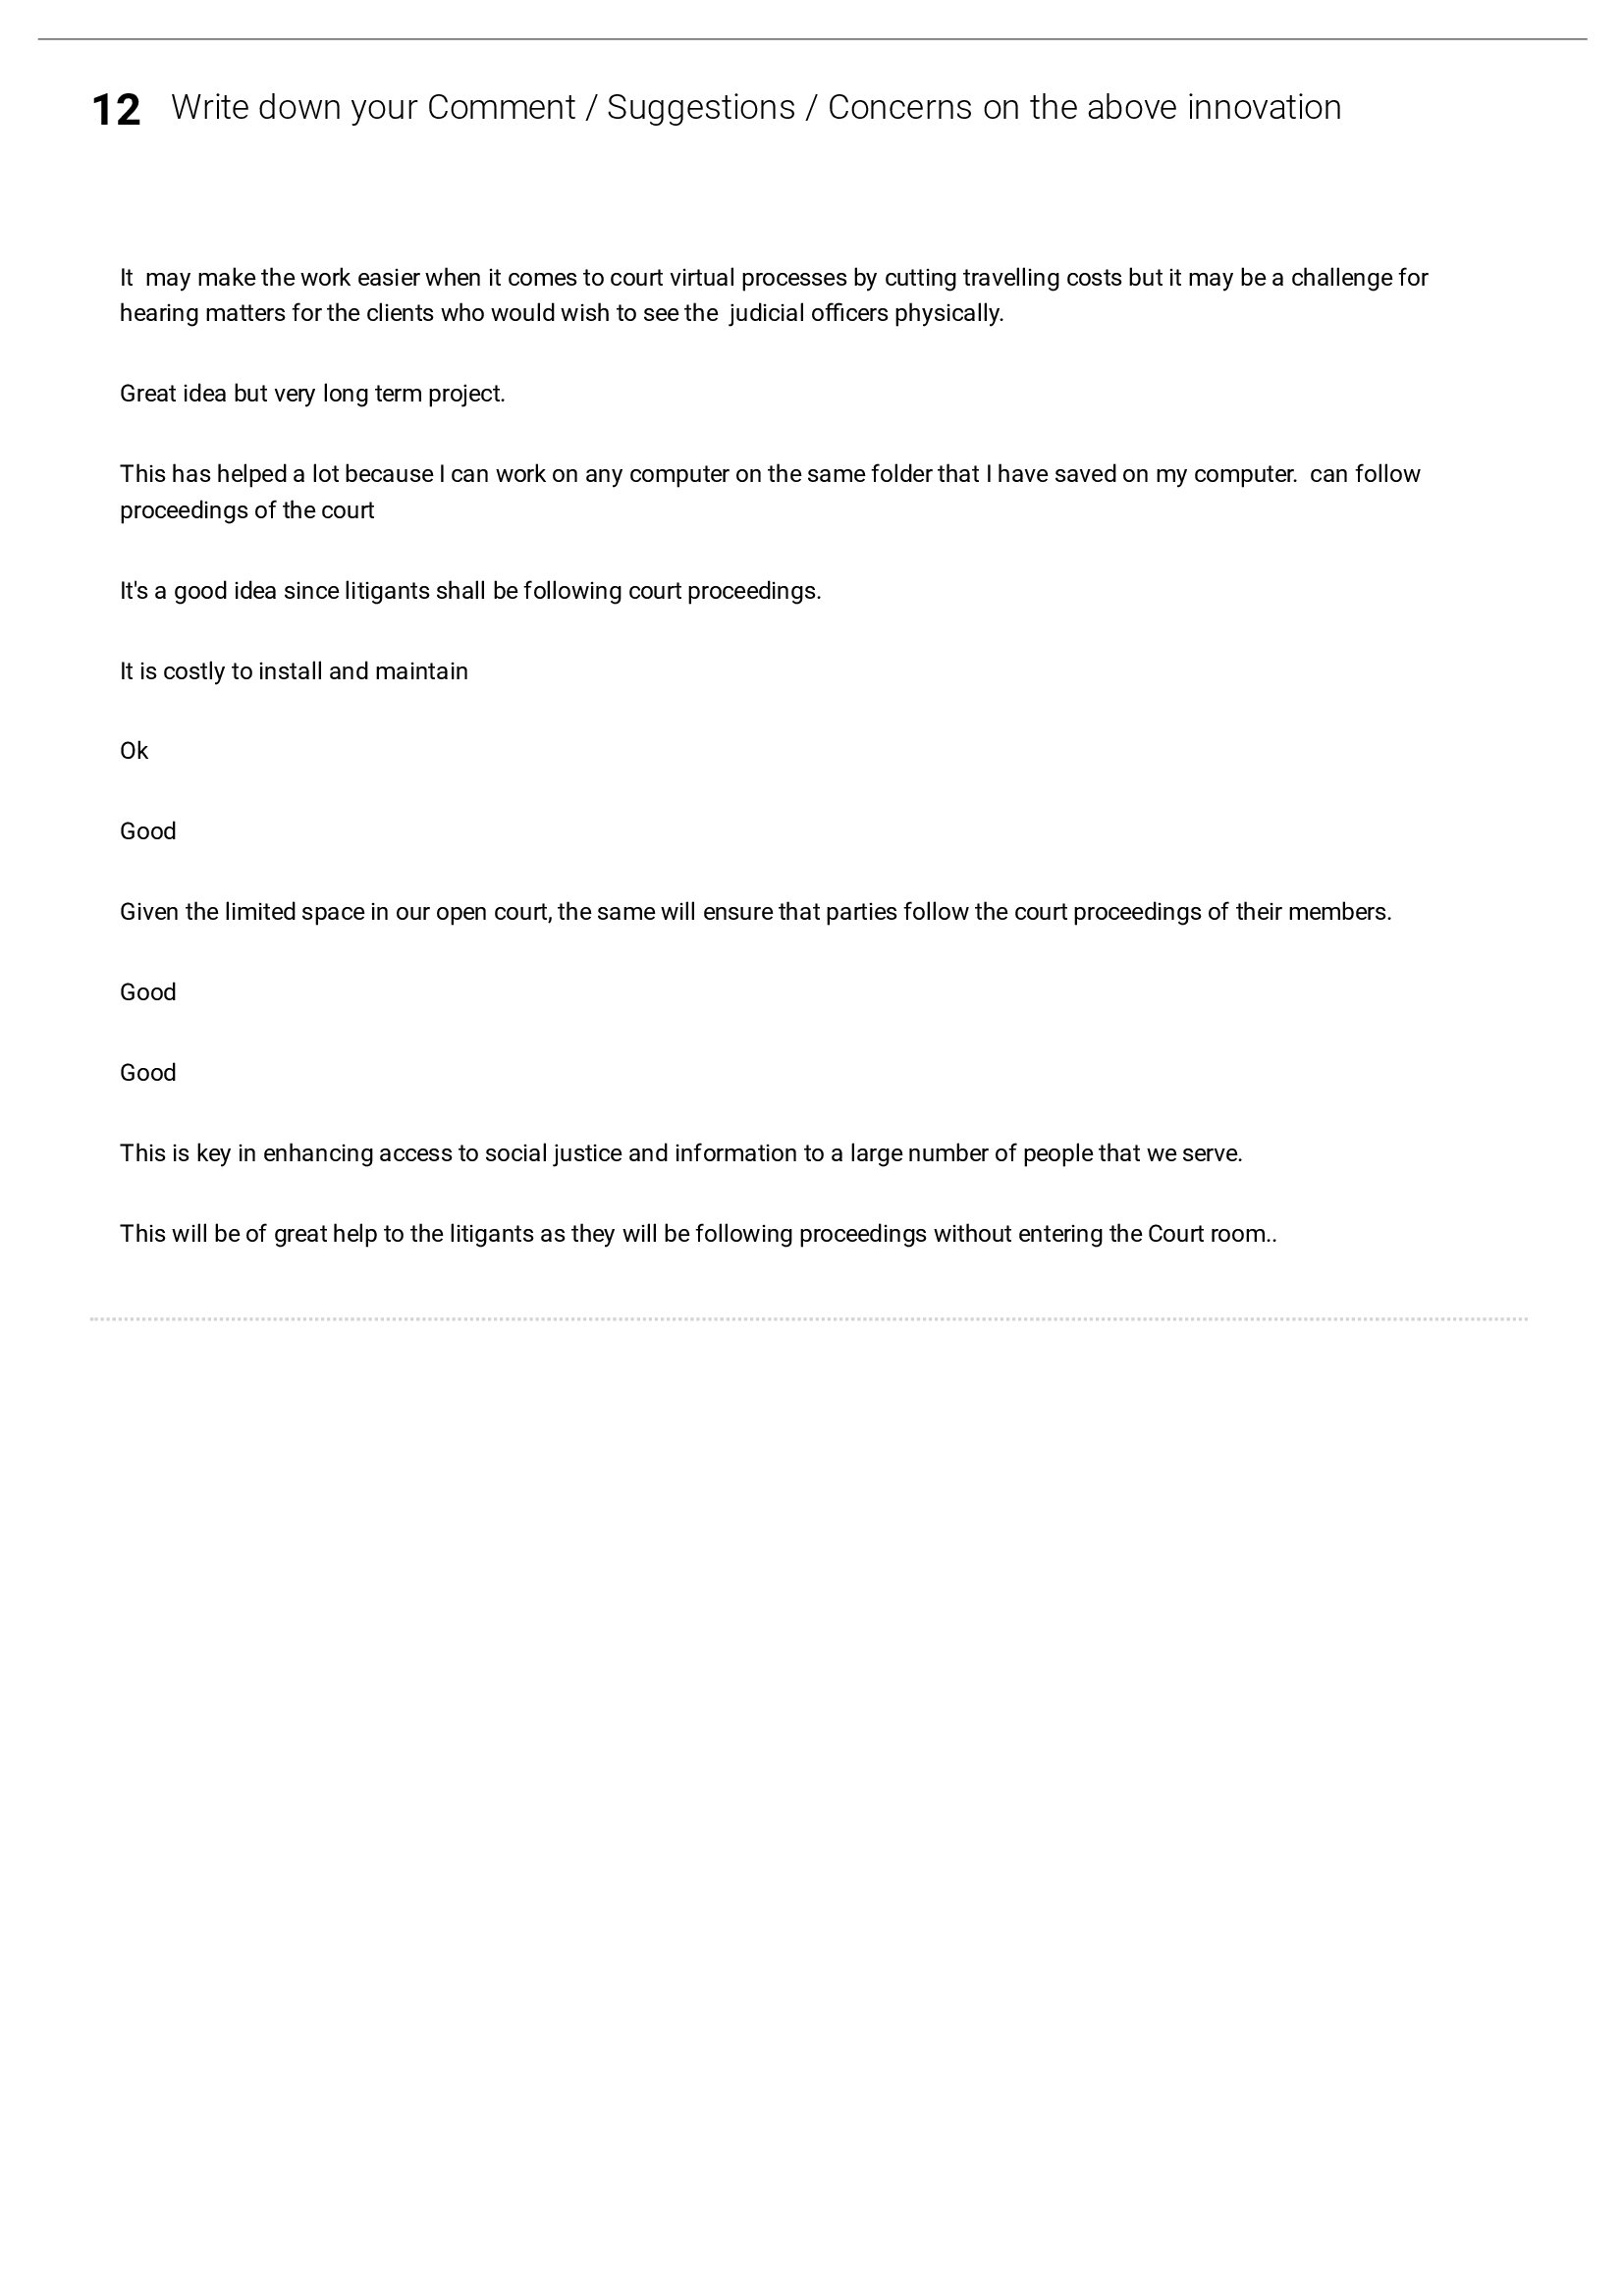 12 Write down your Comment / Suggestions / Concerns on the above innovation
It  may make the work easier when it comes to court virtual processes by cutting travelling costs but it may be a challenge for
hearing matters for the clients who would wish to see the  judicial officers physically.
Great idea but very long term project.
This has helped a lot because I can work on any computer on the same folder that I have saved on my computer.  can follow
proceedings of the court
It's a good idea since litigants shall be following court proceedings.
It is costly to install and maintain
Ok
Good
Given the limited space in our open court, the same will ensure that parties follow the court proceedings of their members.
Good
Good
This is key in enhancing access to social justice and information to a large number of people that we serve.
This will be of great help to the litigants as they will be following proceedings without entering the Court room..